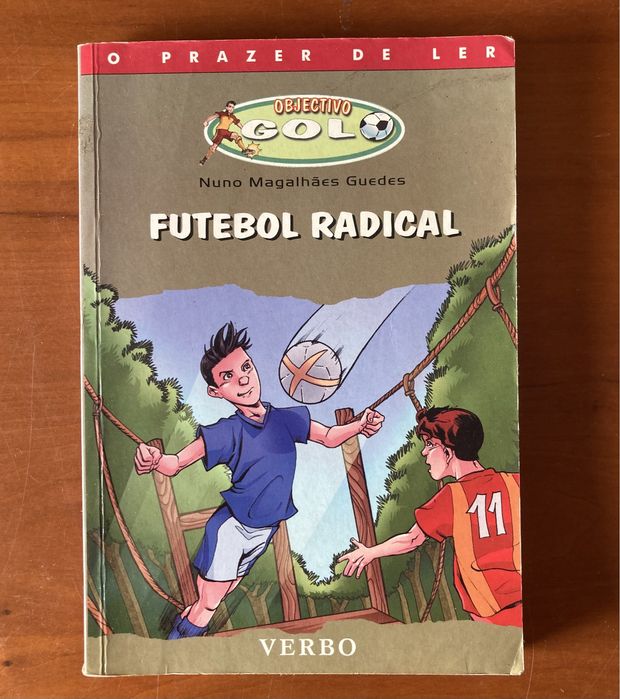 O PRAZER DE LER
OBJECTIVO
GOLO
Nuno Magalhães Guedes
FUTEBOL RADICAL
11
VERBO